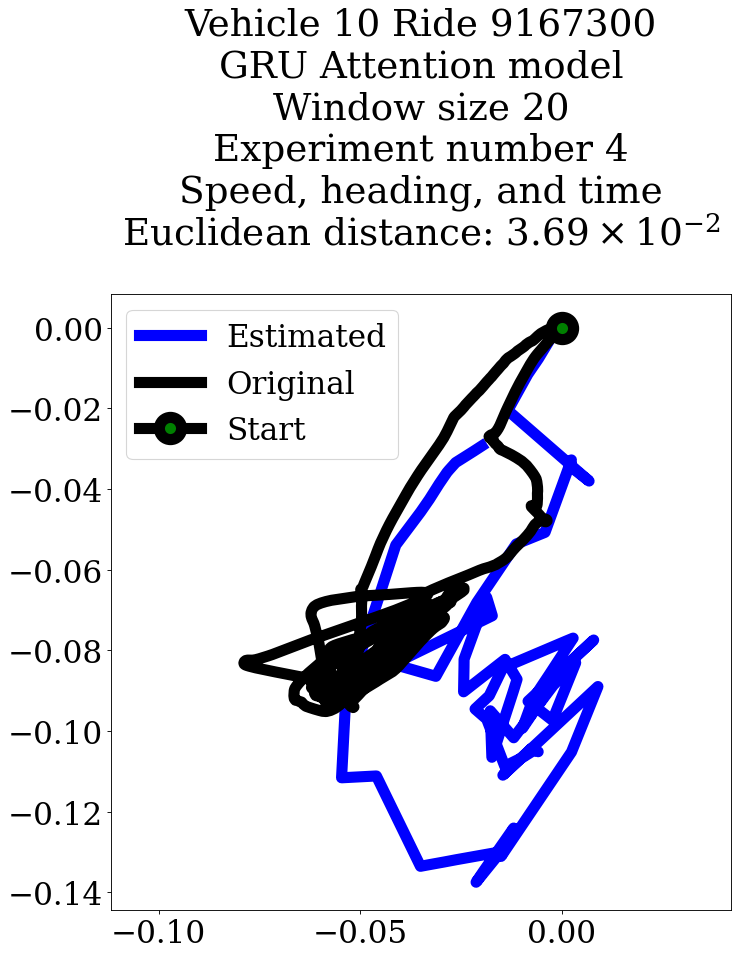 Vehicle 10 Ride 9167300
GRU Attention model
Window size 20
Experiment number 4
Speed, heading, and time
Euclidean distance: 3.69 × 10⁻²
Estimated
Original
Start
0.00
−0.02
−0.04
−0.06
−0.08
−0.10
−0.12
−0.14
−0.10
−0.05
0.00